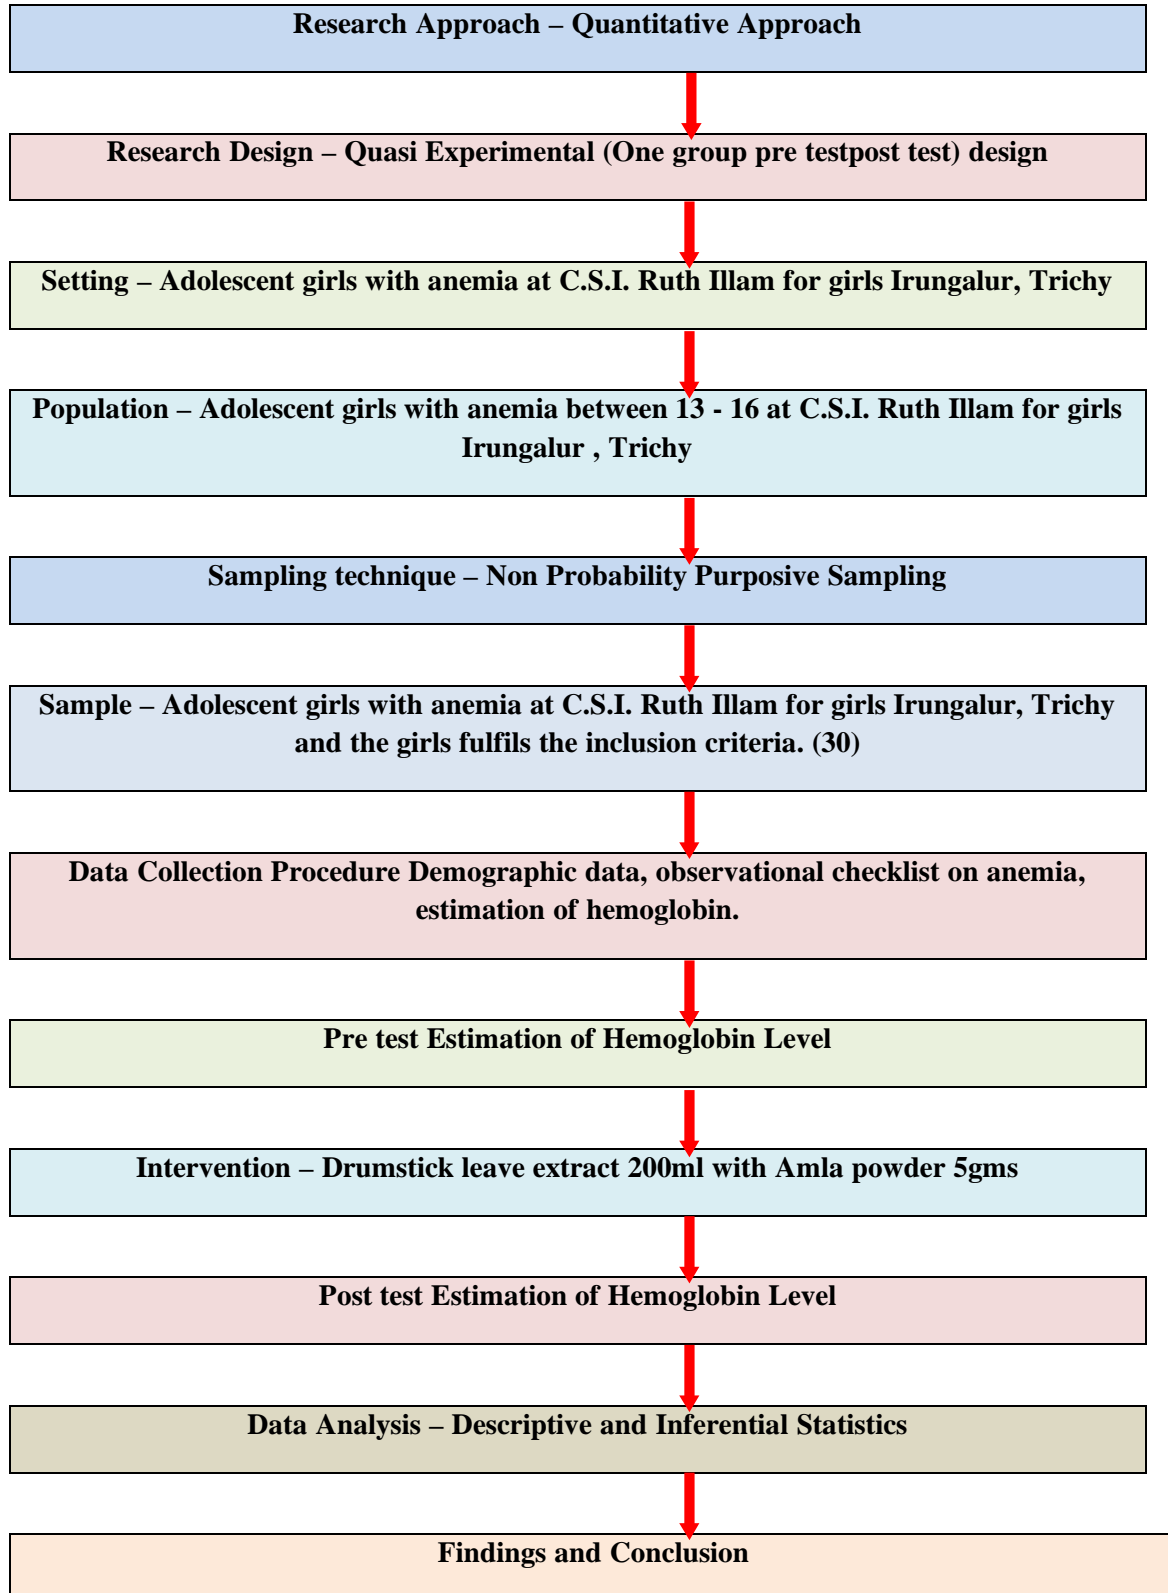 Research Approach – Quantitative Approach
Research Design – Quasi Experimental (One group pre testpost test) design
Setting – Adolescent girls with anemia at C.S.I. Ruth Illam for girls Irungalur, Trichy
Population – Adolescent girls with anemia between 13 - 16 at C.S.I. Ruth Illam for girls
Irungalur , Trichy
Sampling technique – Non Probability Purposive Sampling
Sample – Adolescent girls with anemia at C.S.I. Ruth Illam for girls Irungalur, Trichy
and the girls fulfils the inclusion criteria. (30)
Data Collection Procedure Demographic data, observational checklist on anemia,
estimation of hemoglobin.
Pre test Estimation of Hemoglobin Level
Intervention – Drumstick leave extract 200ml with Amla powder 5gms
Post test Estimation of Hemoglobin Level
Data Analysis – Descriptive and Inferential Statistics
Findings and Conclusion